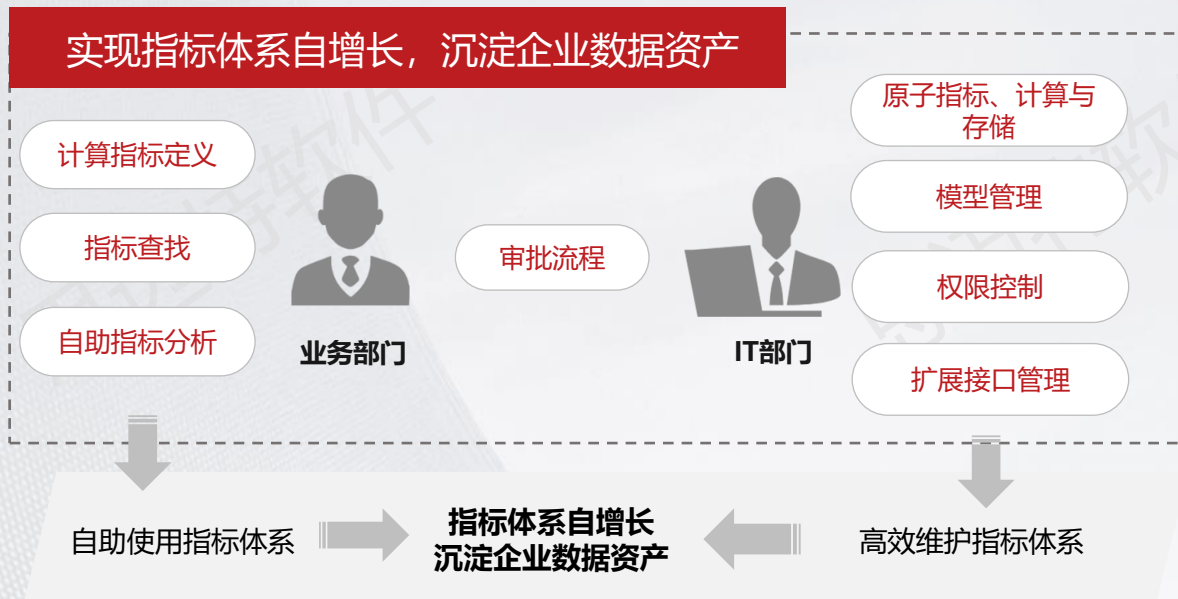 实现指标体系自增长，沉淀企业数据资产
计算指标定义
指标查找
自助指标分析
业务部门
审批流程
IT部门
原子指标、计算与
存储
模型管理
权限控制
扩展接口管理
自助使用指标体系
指标体系自增长
沉淀企业数据资产
高效维护指标体系